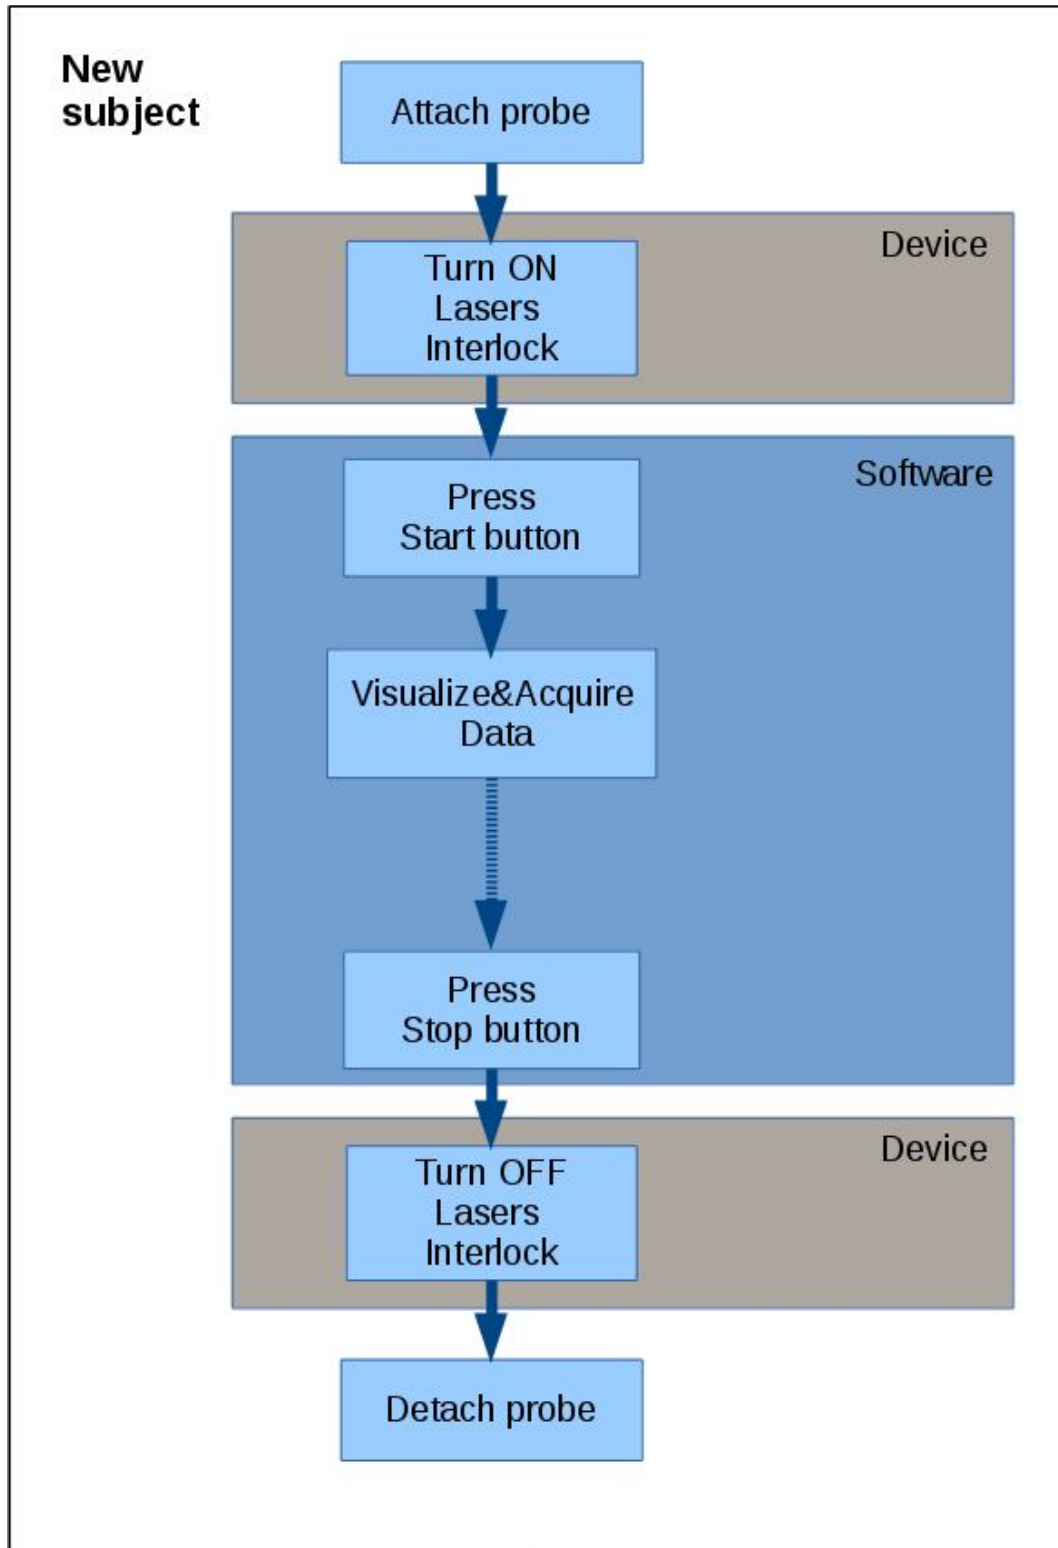 New
subject
Attach probe
Device
Turn ON
Lasers
Interlock
Software
Press
Start button
Visualize&Acquire
Data
Press
Stop button
Device
Turn OFF
Lasers
Interlock
Detach probe